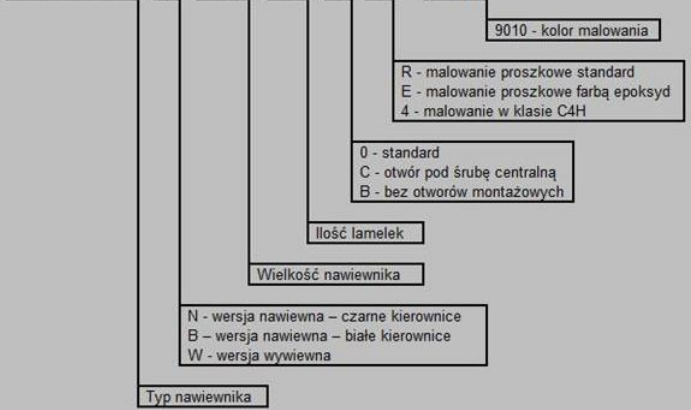 9010 - kolor malowania
R - malowanie proszkowe standard
E - malowanie proszkowe farbą epoksyd
4 - malowanie w klasie C4H
0 - standard
C - otwór pod śrubę centralną
B - bez otworów montażowych
Ilość lamelek
Wielkość nawiewnika
N - wersja nawiewna – czarne kierownice
B – wersja nawiewna – białe kierownice
W - wersja wywiewna
Typ nawiewnika